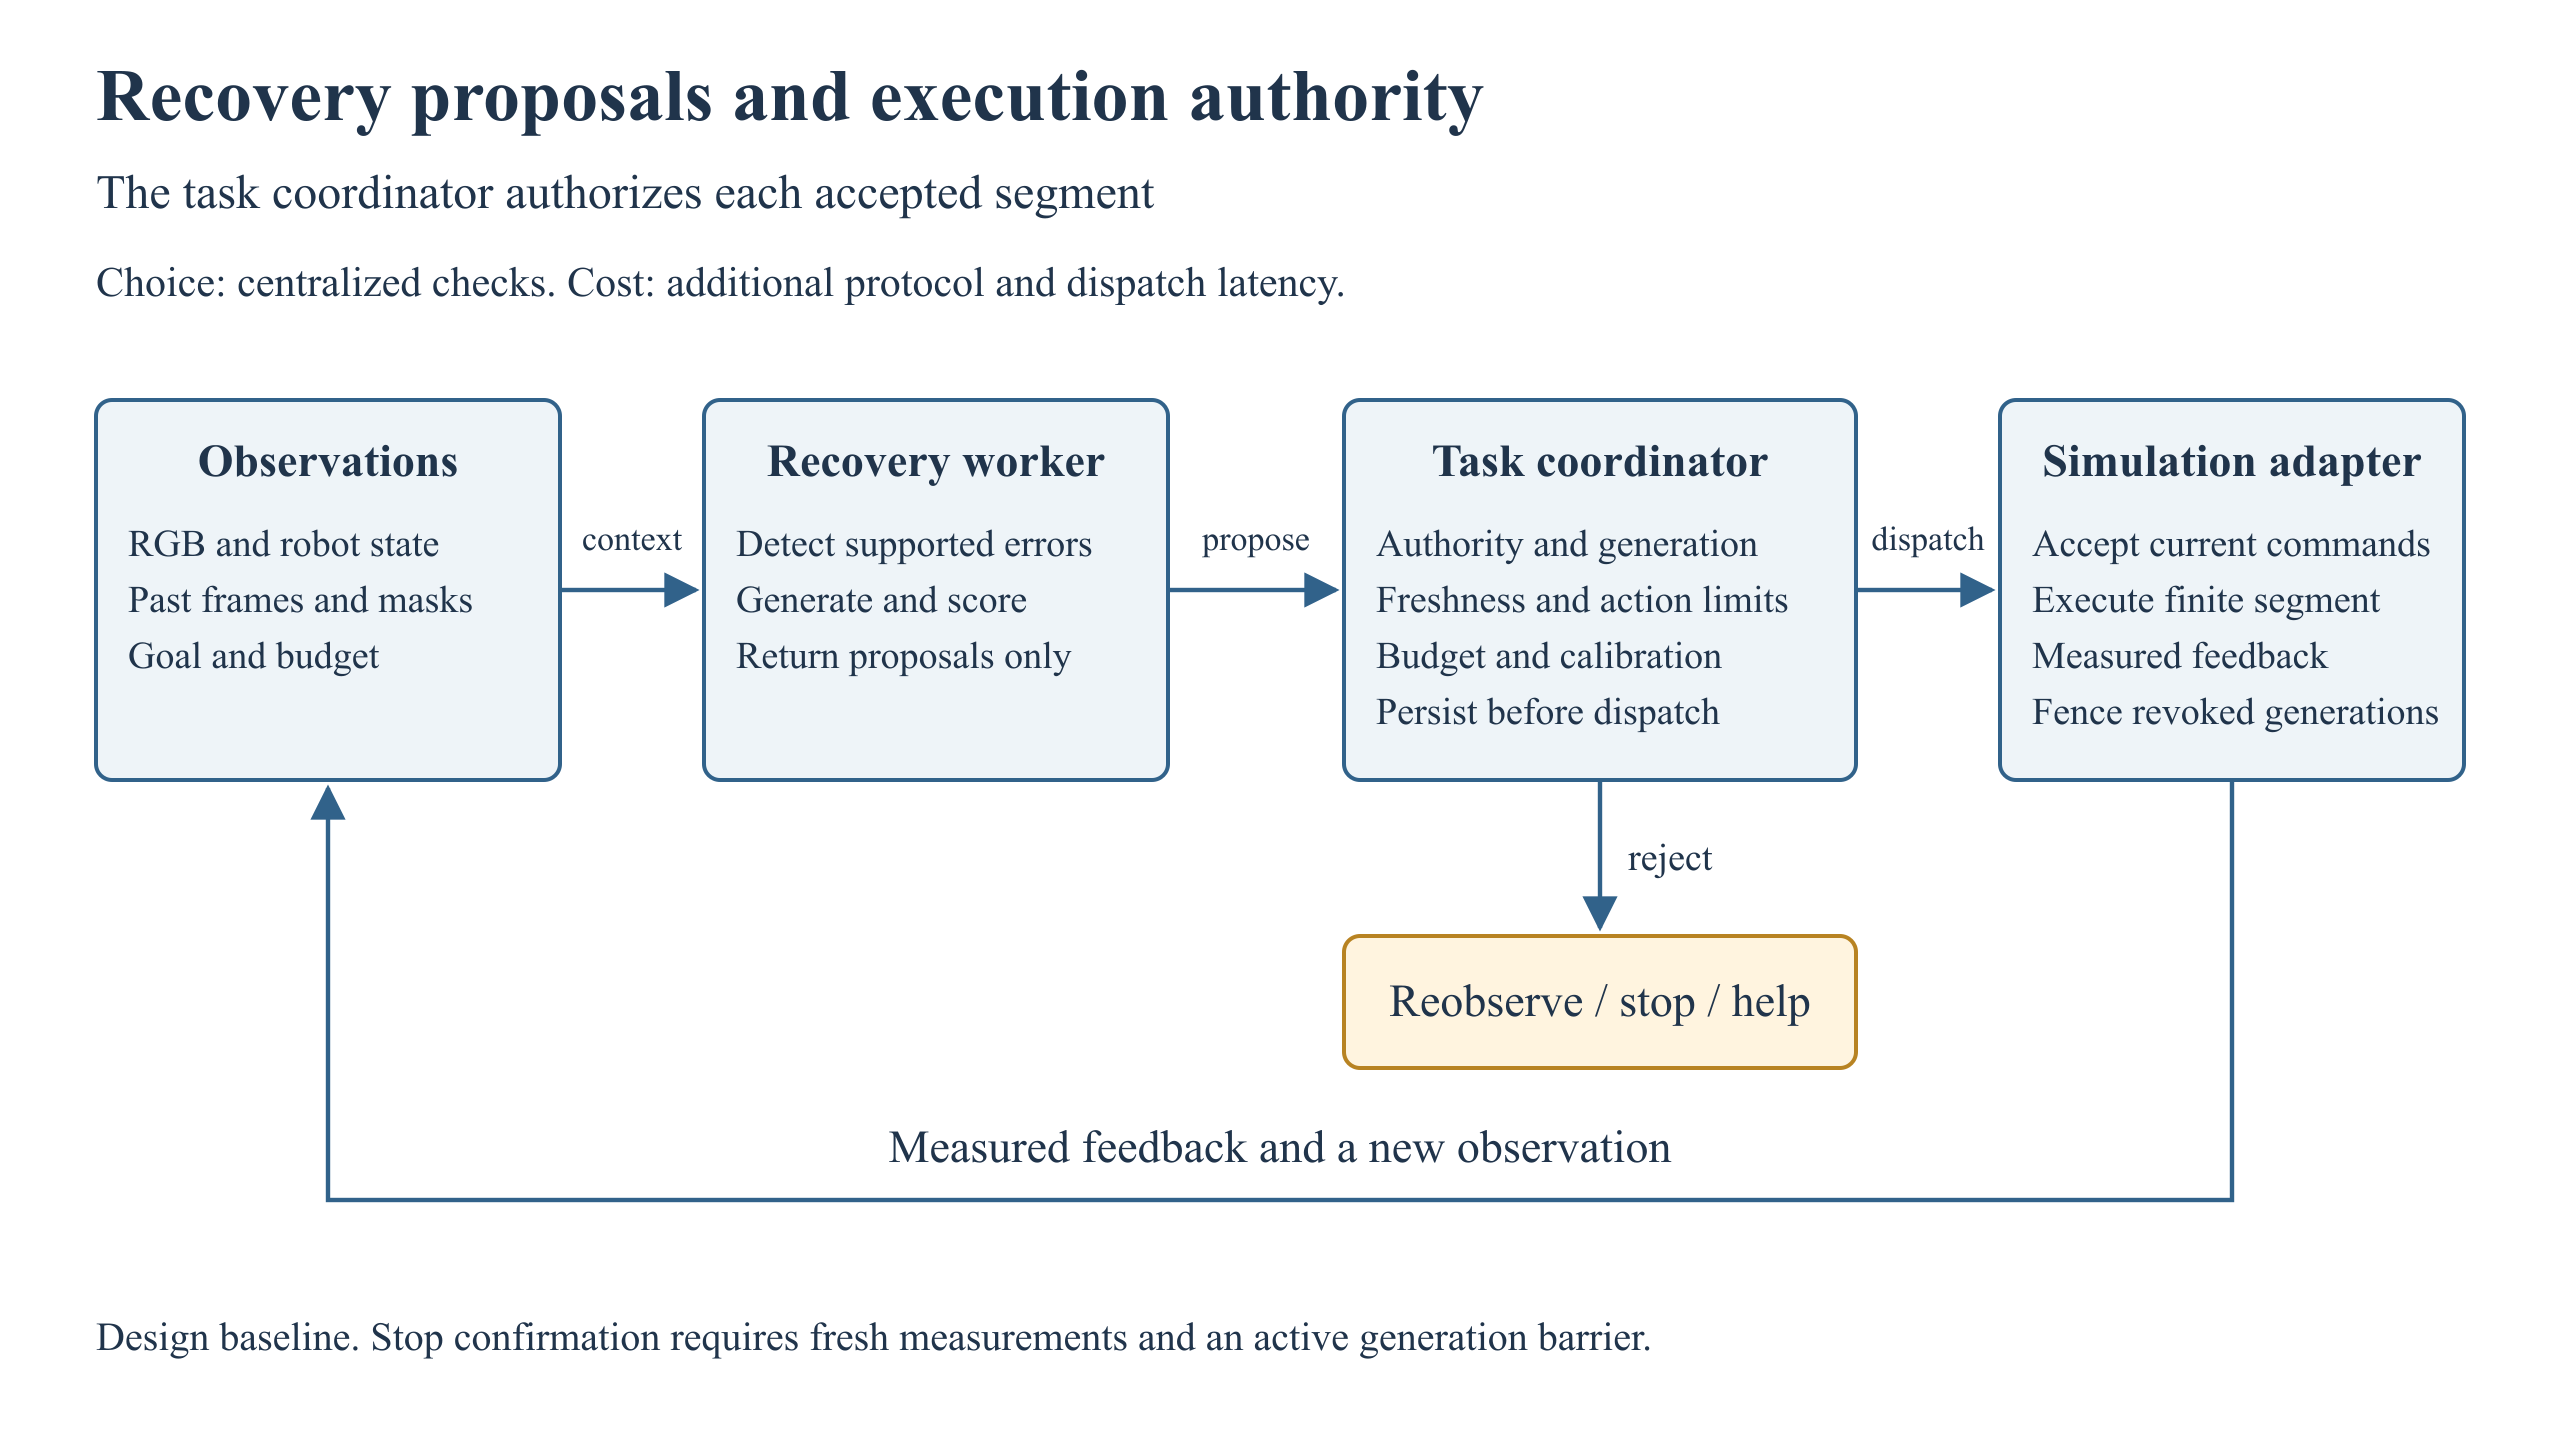 Recovery proposals and execution authority
The task coordinator authorizes each accepted segment
Choice: centralized checks. Cost: additional protocol and dispatch latency.
Observations
RGB and robot state
Past frames and masks
Goal and budget
context
Recovery worker
Detect supported errors
Generate and score
Return proposals only
propose
Task coordinator
Authority and generation
Freshness and action limits
Budget and calibration
Persist before dispatch
dispatch
Simulation adapter
Accept current commands
Execute finite segment
Measured feedback
Fence revoked generations
reject
Reobserve / stop / help
Measured feedback and a new observation
Design baseline. Stop confirmation requires fresh measurements and an active generation barrier.